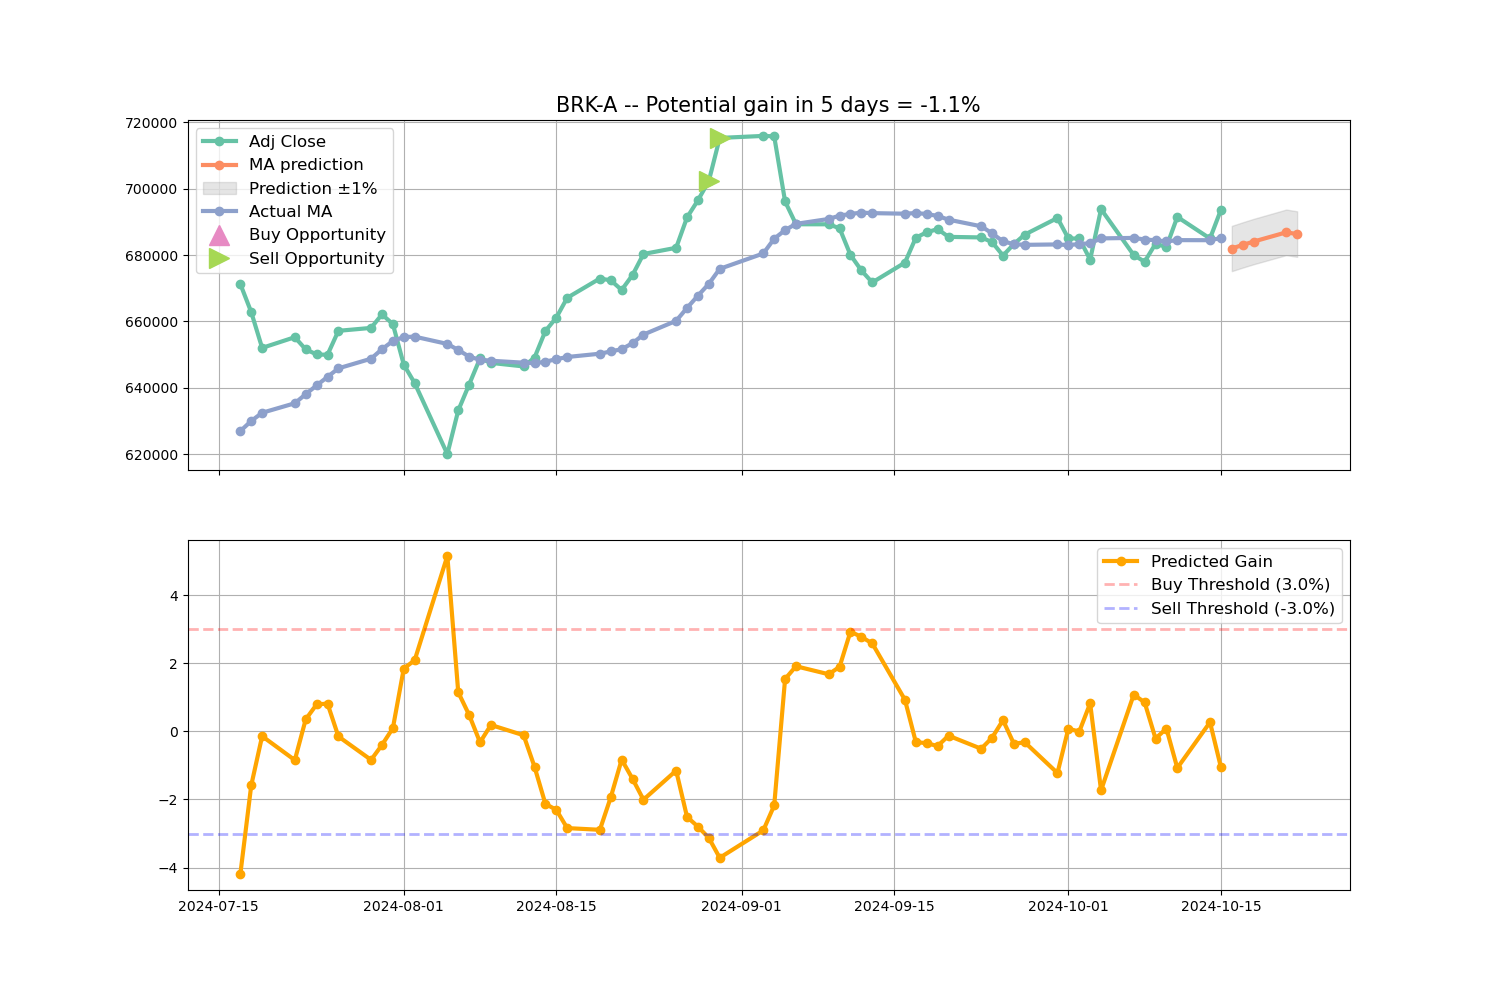 BRK-A -- Potential gain in 5 days = -1.1%
720000
700000
680000
660000
640000
620000
Adj Close
MA prediction
Prediction ±1%
Actual MA
Buy Opportunity
Sell Opportunity
4
2
0
−2
−4
Predicted Gain
Buy Threshold (3.0%)
Sell Threshold (-3.0%)
2024-07-15
2024-08-01
2024-08-15
2024-09-01
2024-09-15
2024-10-01
2024-10-15